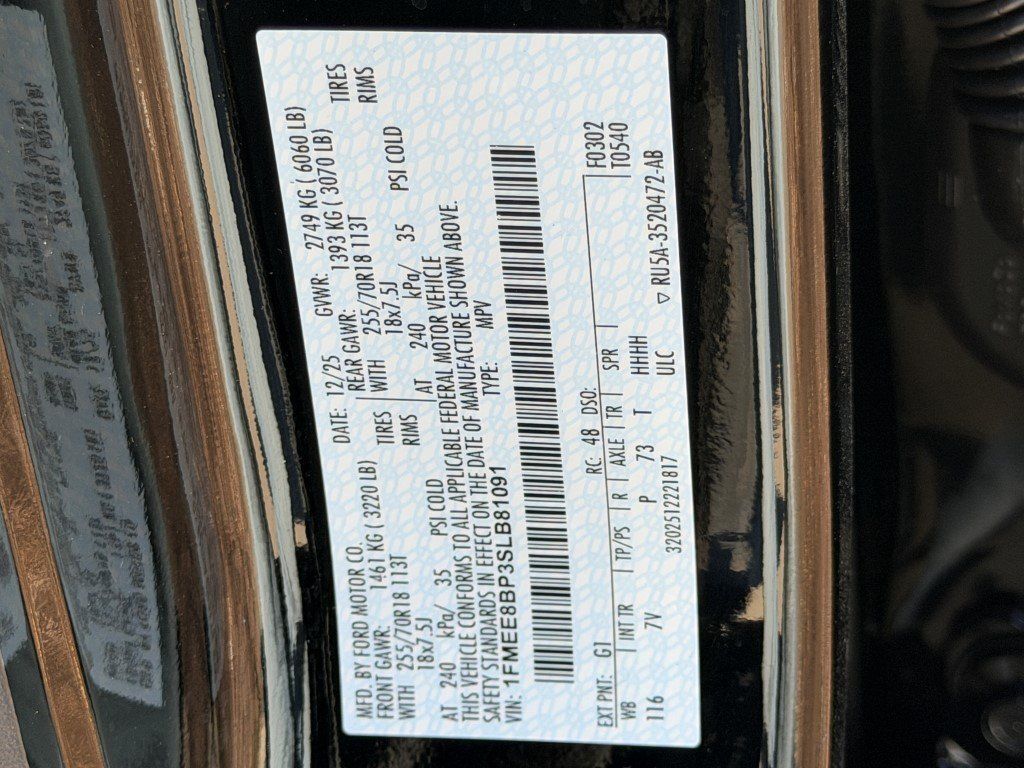 MFD. BY FORD MOTOR CO. DATE: 12/25 GVWR: 2749 KG ( 6060 LB)
FRONT GAWR: 1461 KG ( 3220 LB) REAR GAWR: 1393 KG ( 3070 LB)
WITH 255/70R18 113T TIRES WITH 255/70R18 113T TIRES
18x7.5J RIMS 18x7.5J RIMS
AT 240 kPa/ 35 PSI COLD AT 240 kPa/ 35 PSI COLD
THIS VEHICLE CONFORMS TO ALL APPLICABLE FEDERAL MOTOR VEHICLE
SAFETY STANDARDS IN EFFECT ON THE DATE OF MANUFACTURE SHOWN ABOVE.
VIN: 1FMEE8BP3SLB81091 TYPE: MPV
EXT PNT: G1 RC: 48 DSO: F0302
WB INT TR TP/PS R AXLE TR SPR T0540
116 7V P 73 T HHHH
3202512221817 ULC ▽ RU5A-3520472-AB